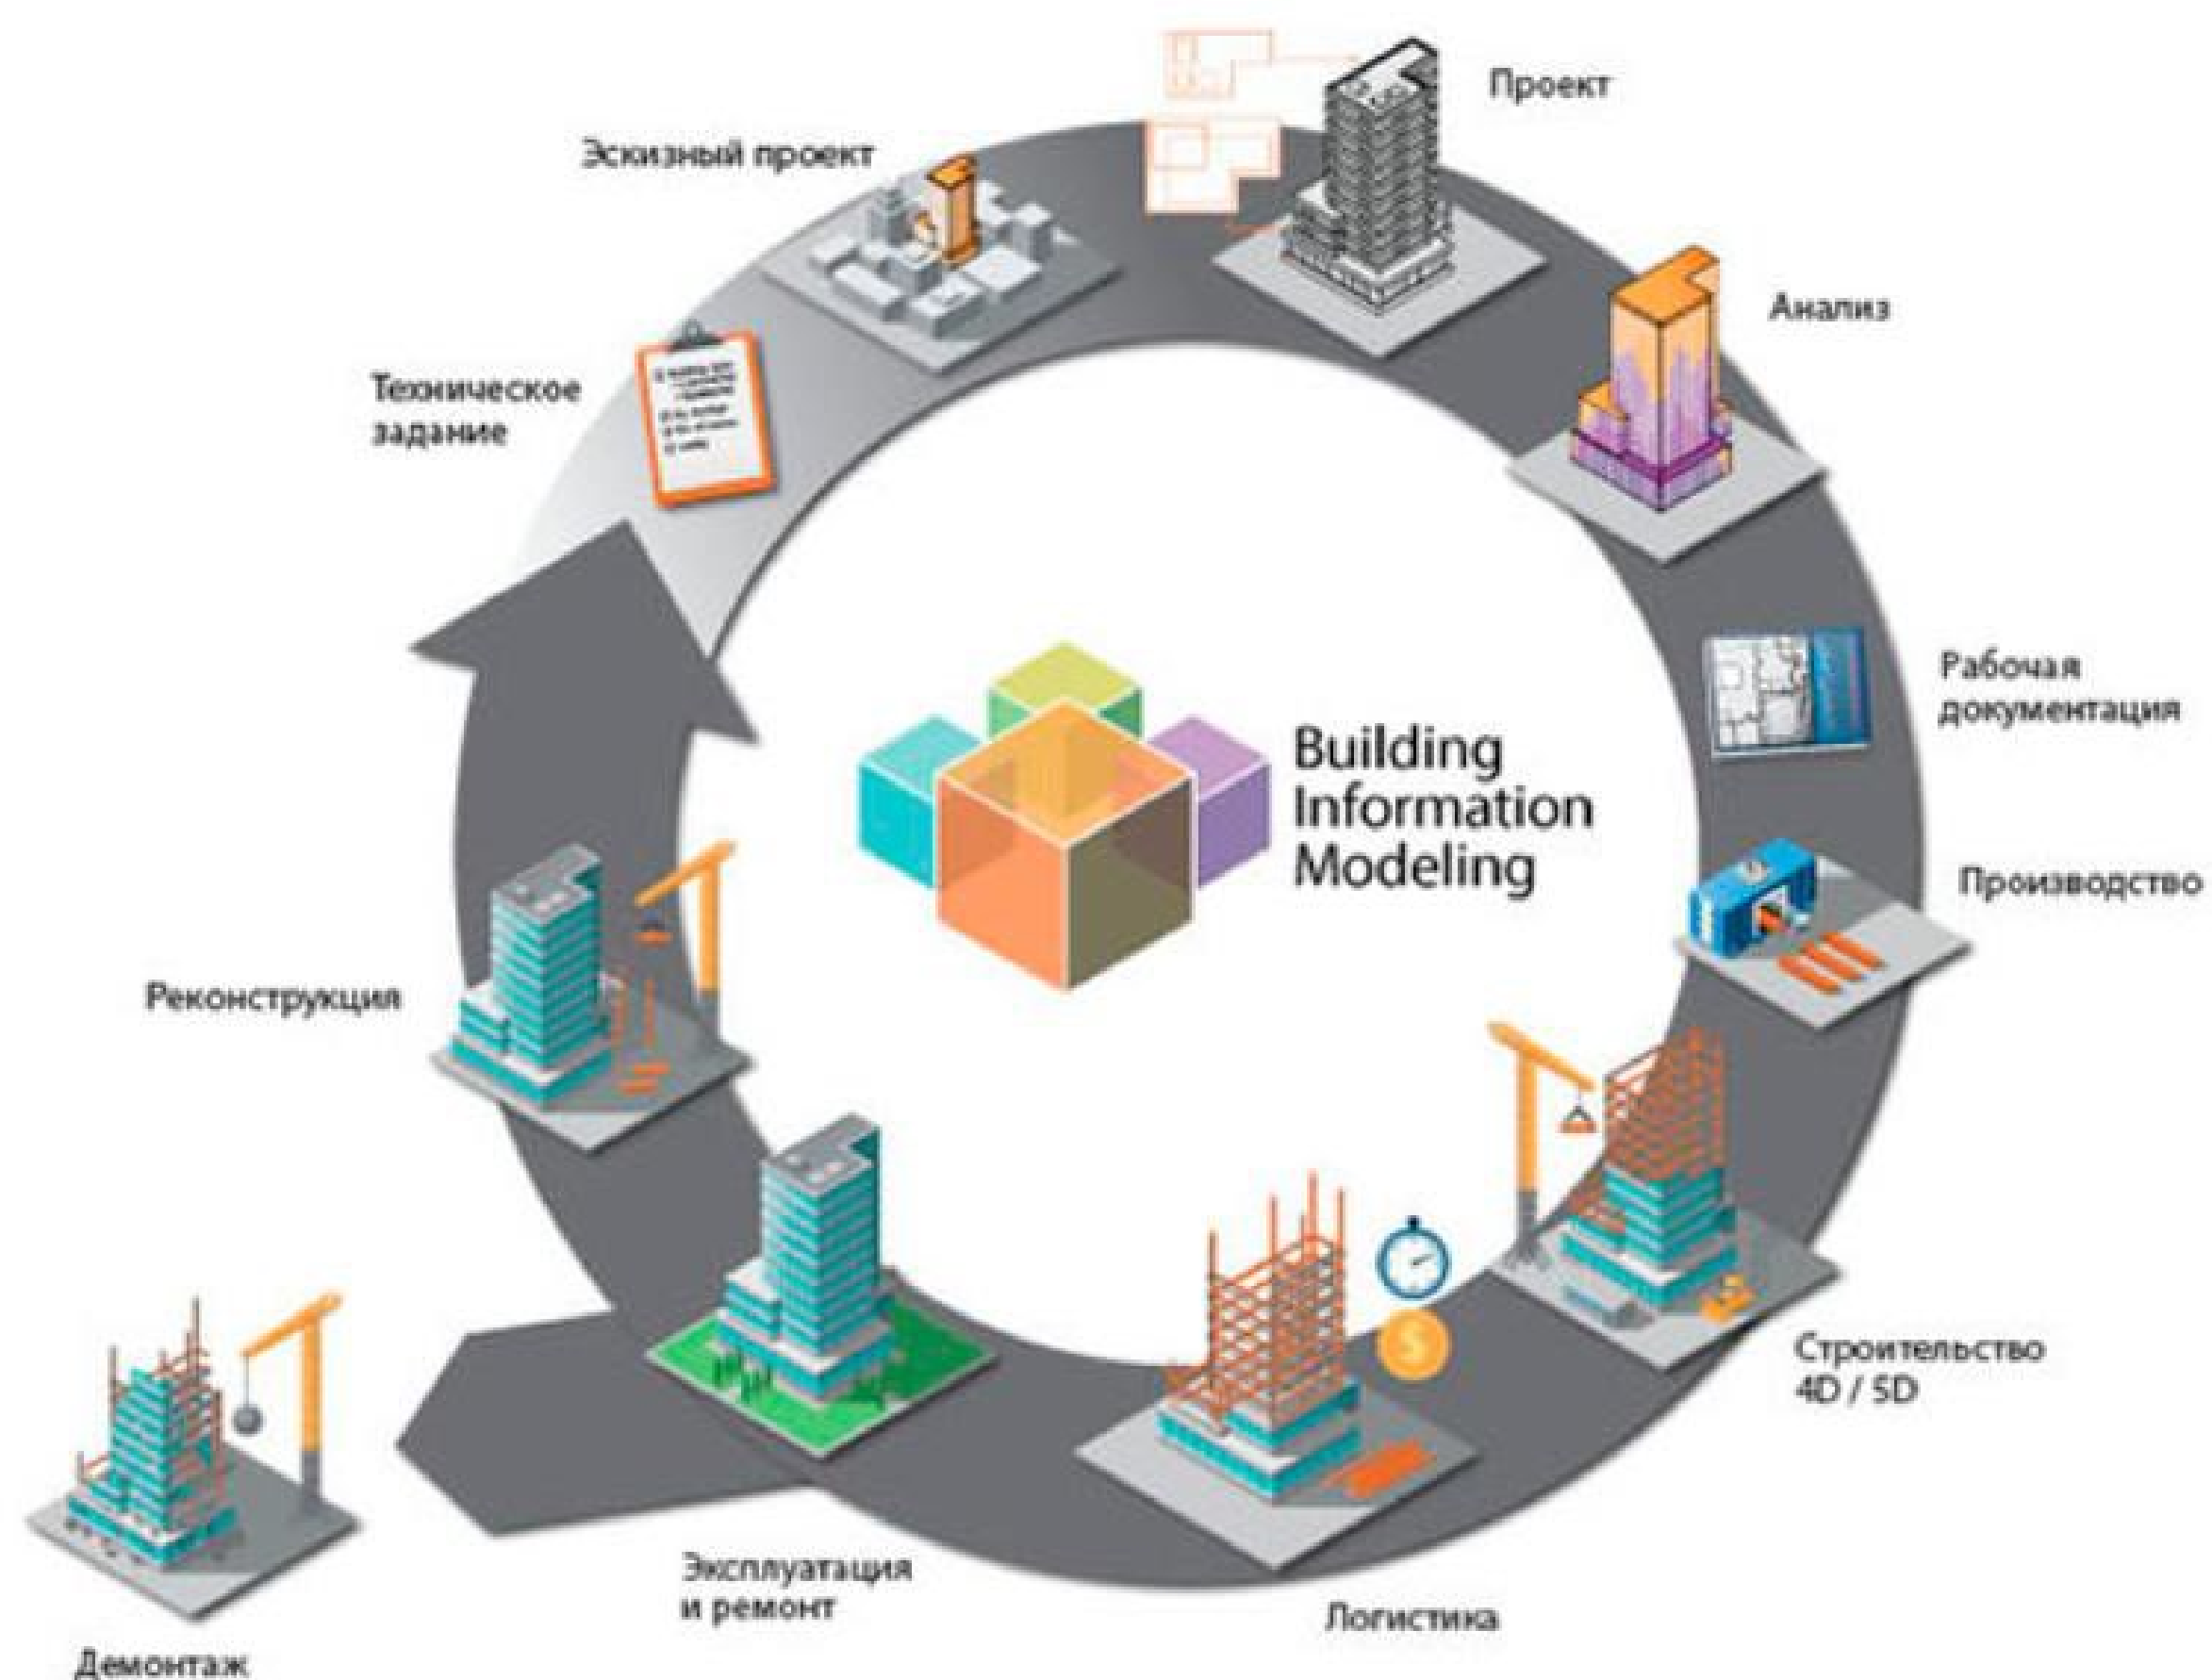 Проект
Эскизный проект
Анализ
Техническое
задание
Рабочая
документация
Building
Information
Modeling
Производство
Реконструкция
Строительство
4D / 5D
Логистика
Эксплуатация
и ремонт
Демонтаж